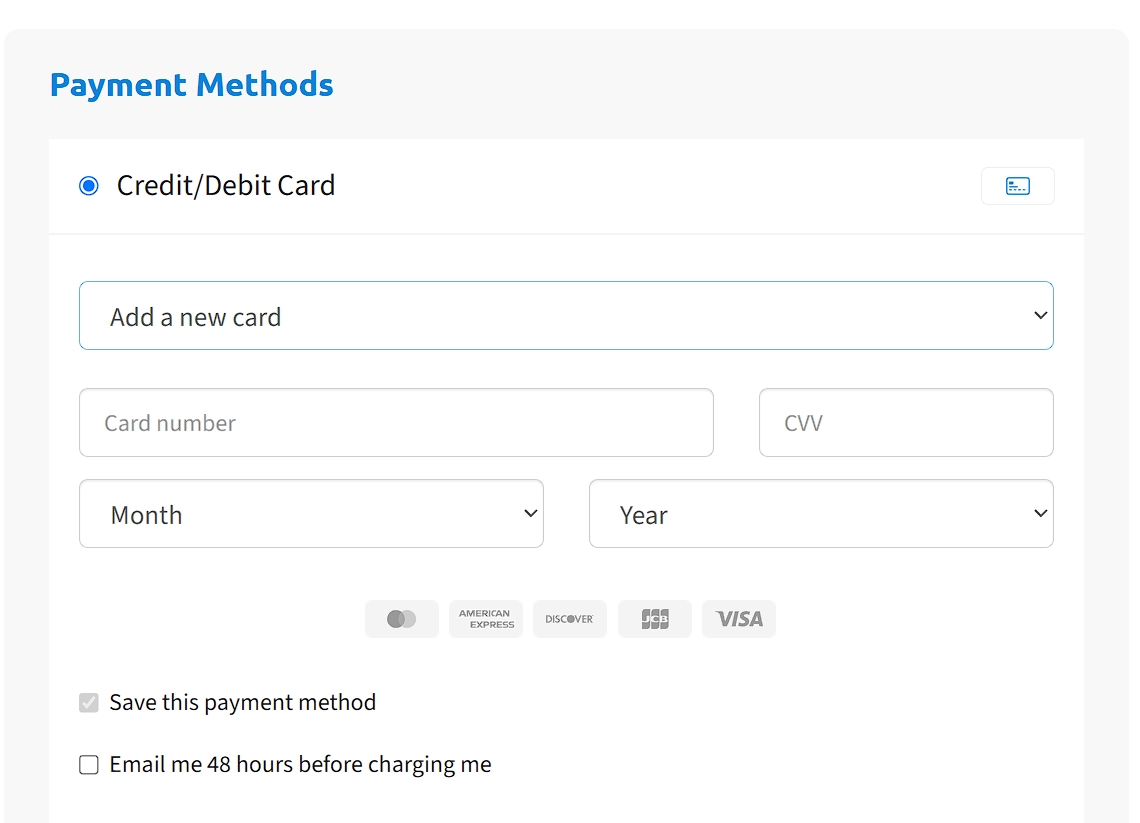 Payment Methods
Credit/Debit Card
Add a new card
Card number
CVV
Month
Year
AMERICAN
EXPRESS
DISCOVER
JCB
VISA
Save this payment method
Email me 48 hours before charging me